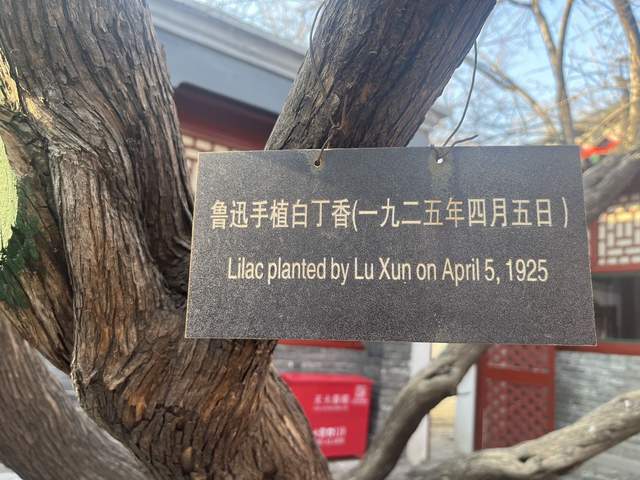 鲁迅手植白丁香(一九二五年四月五日)
Lilac planted by Lu Xun on April 5, 1925